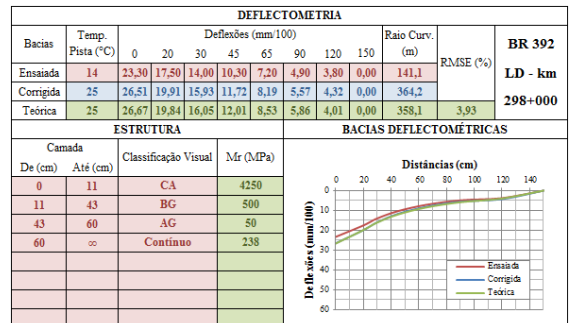 DEFLECTOMETRIA
Bacias Temp. Pista (°C) Deflexões (mm/100) Raio Curv. (m) RMSE (%) BR 392
0 20 30 45 65 90 120 150
LD - km
298+000
Ensaiada 14 23,30 17,50 14,00 10,30 7,20 4,90 3,80 0,00 141,1
Corrigida 25 26,51 19,91 15,93 11,72 8,19 5,57 4,32 0,00 364,2
Teórica 25 26,67 19,84 16,05 12,01 8,53 5,86 4,01 0,00 358,1 3,93
ESTRUTURA BACIAS DEFLECTOMÉTRICAS
Camada Classificação Visual Mr (MPa)
De (cm) Até (cm)
0 11 CA 4250
11 43 BG 500
43 60 AG 50
60 ∞ Contínuo 238
Distâncias (cm)
0 20 40 60 80 100 120 140
Deflexões (mm/100)
0
10
20
30
40
50
60
Ensaiada
Corrigida
Teórica